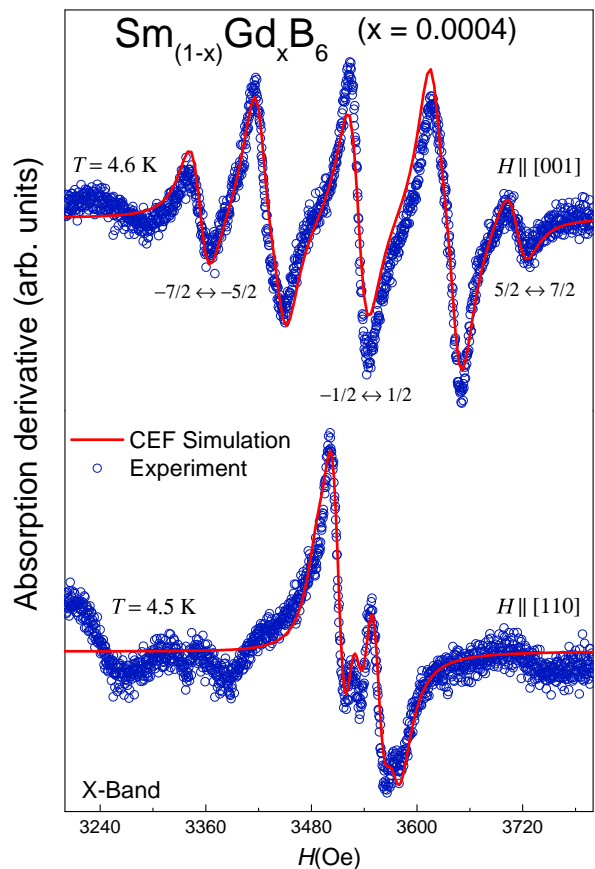 Sm(1-x)GdxB6 (x = 0.0004)
T = 4.6 K
H || [001]
−7/2 ↔ −5/2
5/2 ↔ 7/2
−1/2 ↔ 1/2
CEF Simulation
Experiment
T = 4.5 K
H || [110]
X-Band
3240 3360 3480 3600 3720
H(Oe)
Absorption derivative (arb. units)